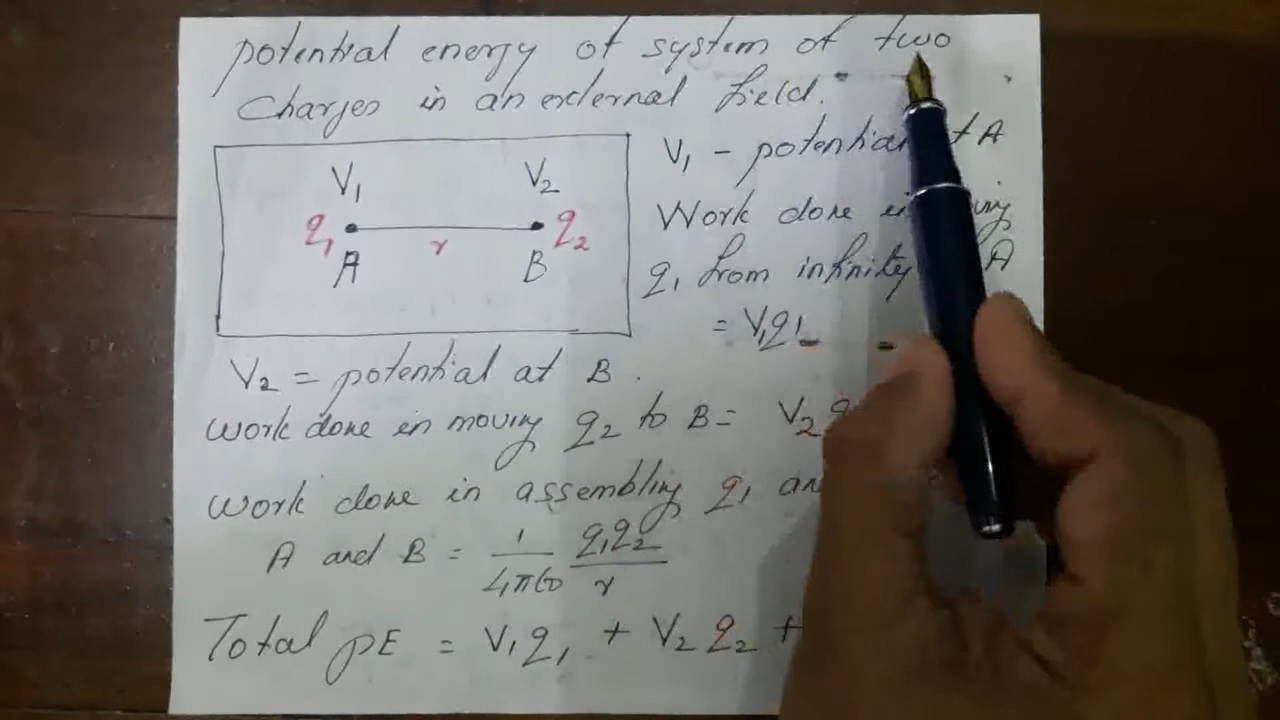 potential energy of system of two
charges in an external field.
V₁ V₂
q₁ r q₂
A B
V₁ - potential at A
Work done in
q₁ from infinity A
= V₁q₁
V₂ = potential at B.
work done in moving q₂ to B = V₂
work done in assembling q₁
A and B = 1/4πϵ₀ q₁q₂/r
Total PE = V₁q₁ + V₂q₂ +